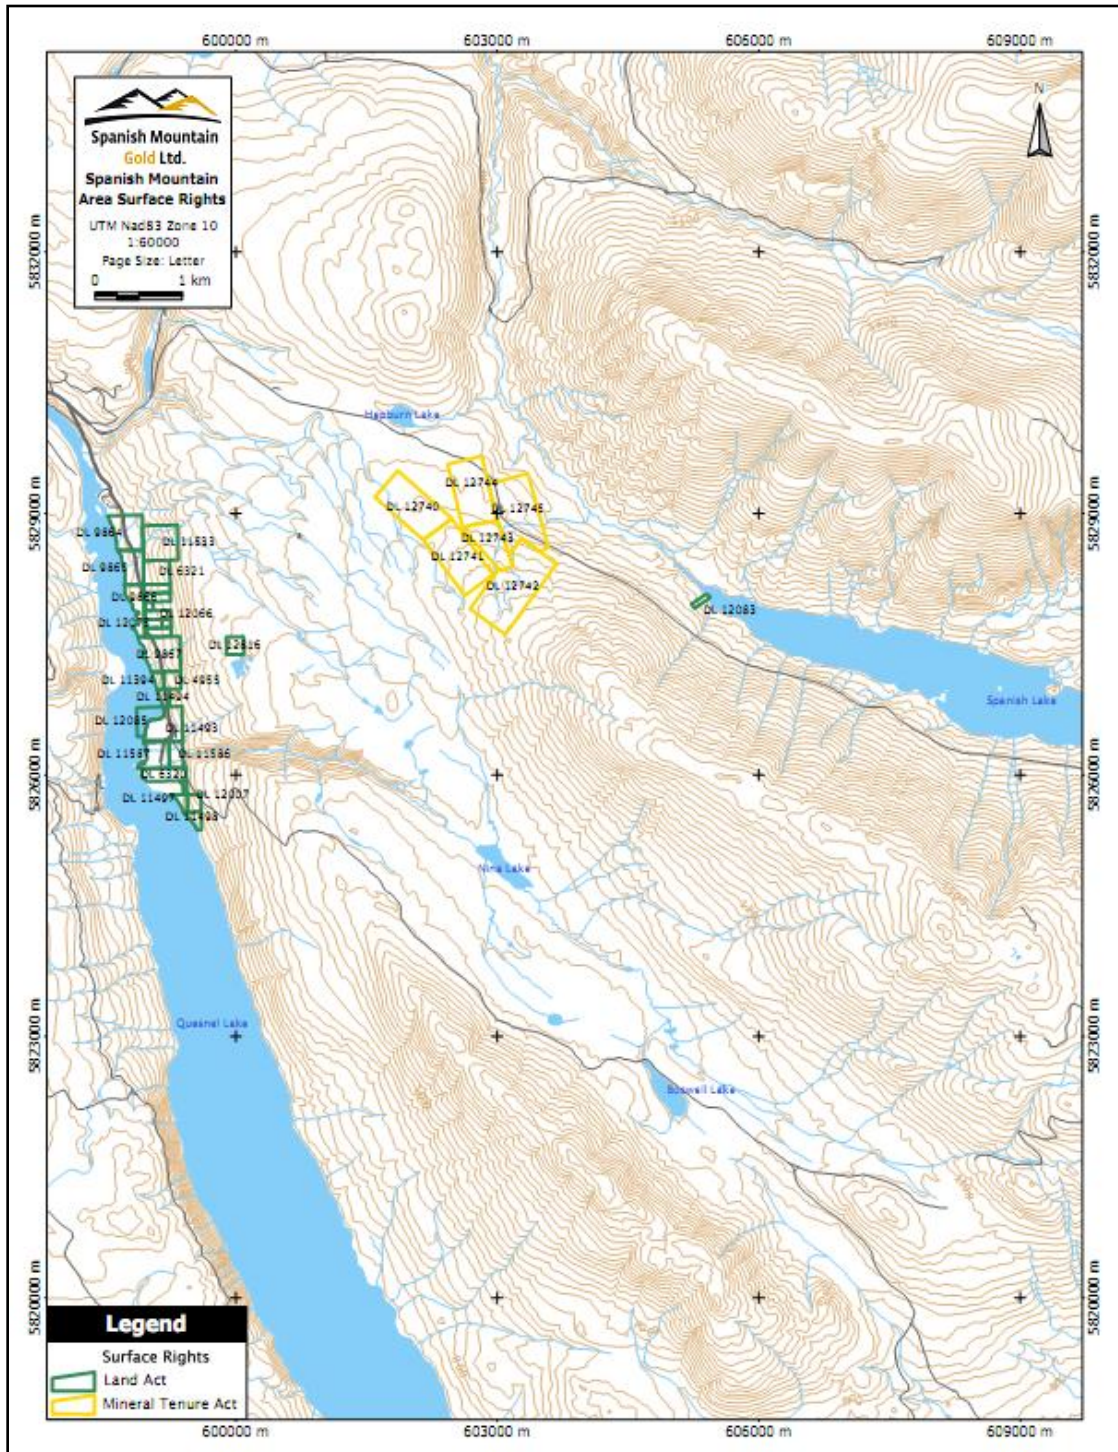 600000 m 603000 m 606000 m 609000 m
N
Spanish Mountain
Gold Ltd.
Spanish Mountain
Area Surface Rights
UTM Nad83 Zone 10
1:60000
Page Size: Letter
0 1 km
5832000 m
5832000 m
Hepburn Lake
DL 12744
DL 12740
DL 12745
5829000 m
5829000 m
DL 9864
DL 11533
DL 12743
DL 12741
DL 6321
DL 12742
DL 12083
DL 12066
DL 12816
DL 9867
DL 11394
DL 4955
Spanish Lake
DL 12085
DL 11493
DL 11587
DL 11586
DL 6320
5826000 m
5826000 m
DL 11497
DL 12007
DL 11498
Nina Lake
Quesnel Lake
5823000 m
5823000 m
Boswell Lake
5820000 m
5820000 m
Legend
Surface Rights
Land Act
Mineral Tenure Act
600000 m 603000 m 606000 m 609000 m